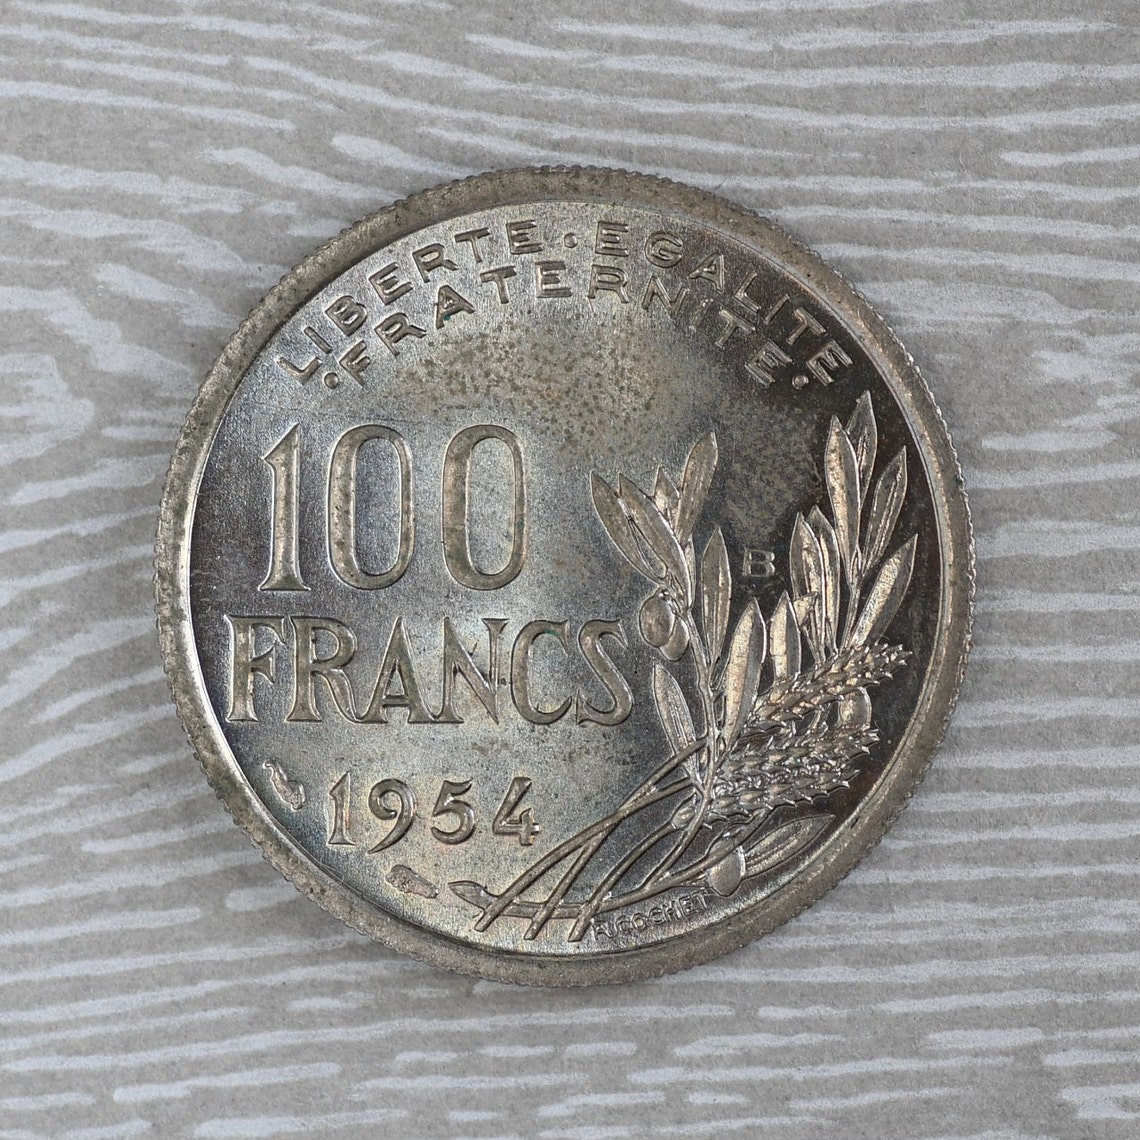 LIBERTE·EGALITE
·FRATERNITE·
100
FRANCS
B
1954
R.COCHET